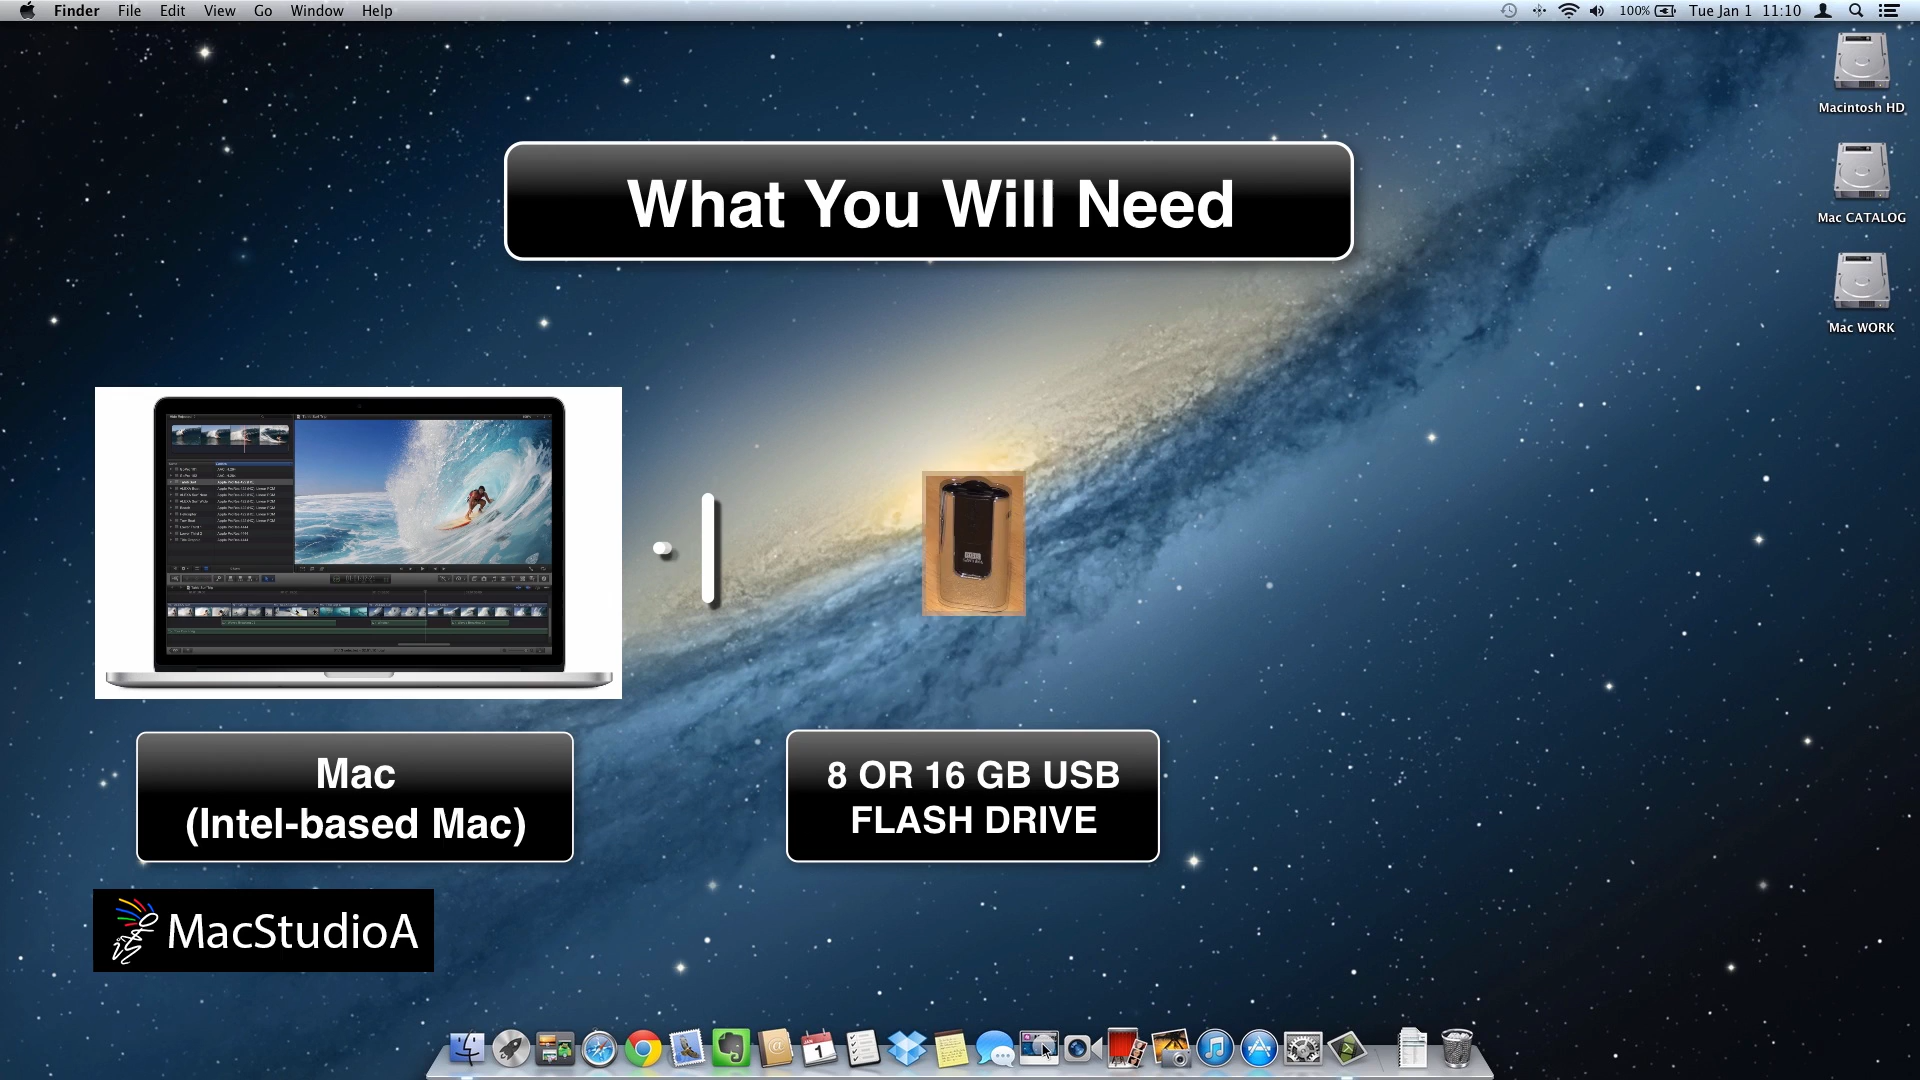 Finder File Edit View Go Window Help
100% Tue Jan 1 11:10
Macintosh HD
Mac CATALOG
Mac WORK
What You Will Need
Mac
(Intel-based Mac)
8 OR 16 GB USB
FLASH DRIVE
MacStudioA
1